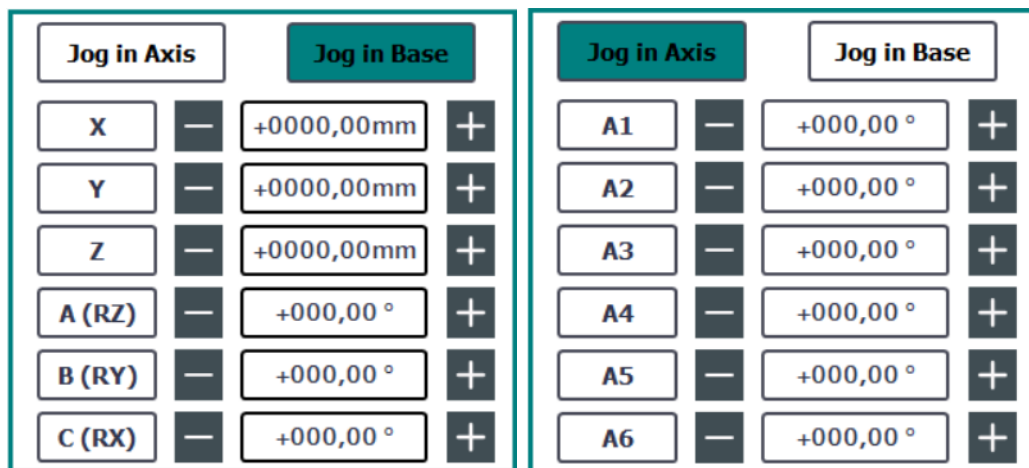 Jog in Axis Jog in Base
X — +0000,00mm +
Y — +0000,00mm +
Z — +0000,00mm +
A (RZ) — +000,00 ° +
B (RY) — +000,00 ° +
C (RX) — +000,00 ° +
Jog in Axis Jog in Base
A1 — +000,00 ° +
A2 — +000,00 ° +
A3 — +000,00 ° +
A4 — +000,00 ° +
A5 — +000,00 ° +
A6 — +000,00 ° +